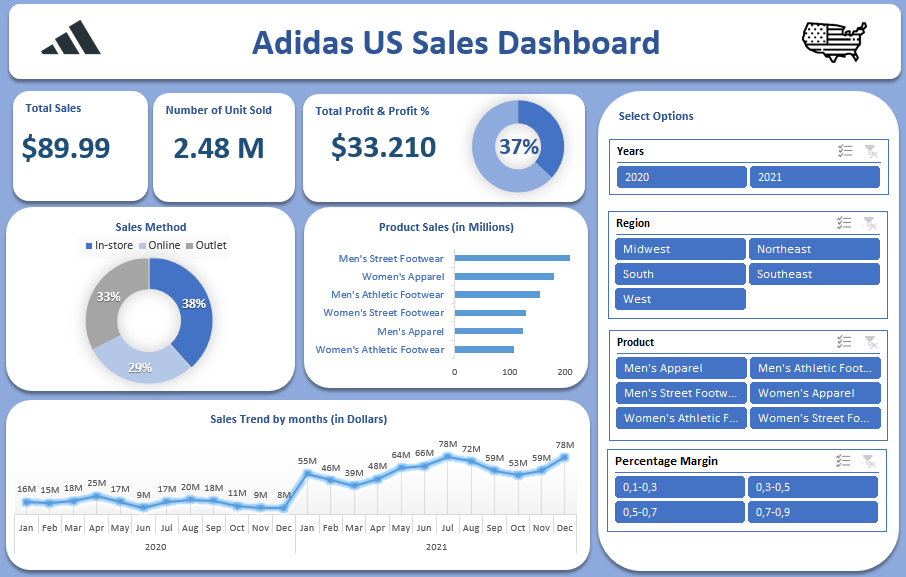 Adidas US Sales Dashboard
Total Sales
$89.99
Number of Unit Sold
2.48 M
Total Profit & Profit %
$33.210
37%
Sales Method
In-store Online Outlet
33%
38%
29%
Product Sales (in Millions)
Men's Street Footwear
Women's Apparel
Men's Athletic Footwear
Women's Street Footwear
Men's Apparel
Women's Athletic Footwear
0 100 200
Sales Trend by months (in Dollars)
16M 15M 18M 25M 17M 9M 17M 20M 18M 11M 9M 8M 55M 46M 39M 48M 64M 66M 78M 72M 59M 53M 59M 78M
Jan Feb Mar Apr May Jun Jul Aug Sep Oct Nov Dec Jan Feb Mar Apr May Jun Jul Aug Sep Oct Nov Dec
2020 2021
Select Options
Years
2020 2021
Region
Midwest Northeast
South Southeast
West
Product
Men's Apparel Men's Athletic Foot...
Men's Street Footw... Women's Apparel
Women's Athletic F... Women's Street Fo...
Percentage Margin
0,1-0,3 0,3-0,5
0,5-0,7 0,7-0,9